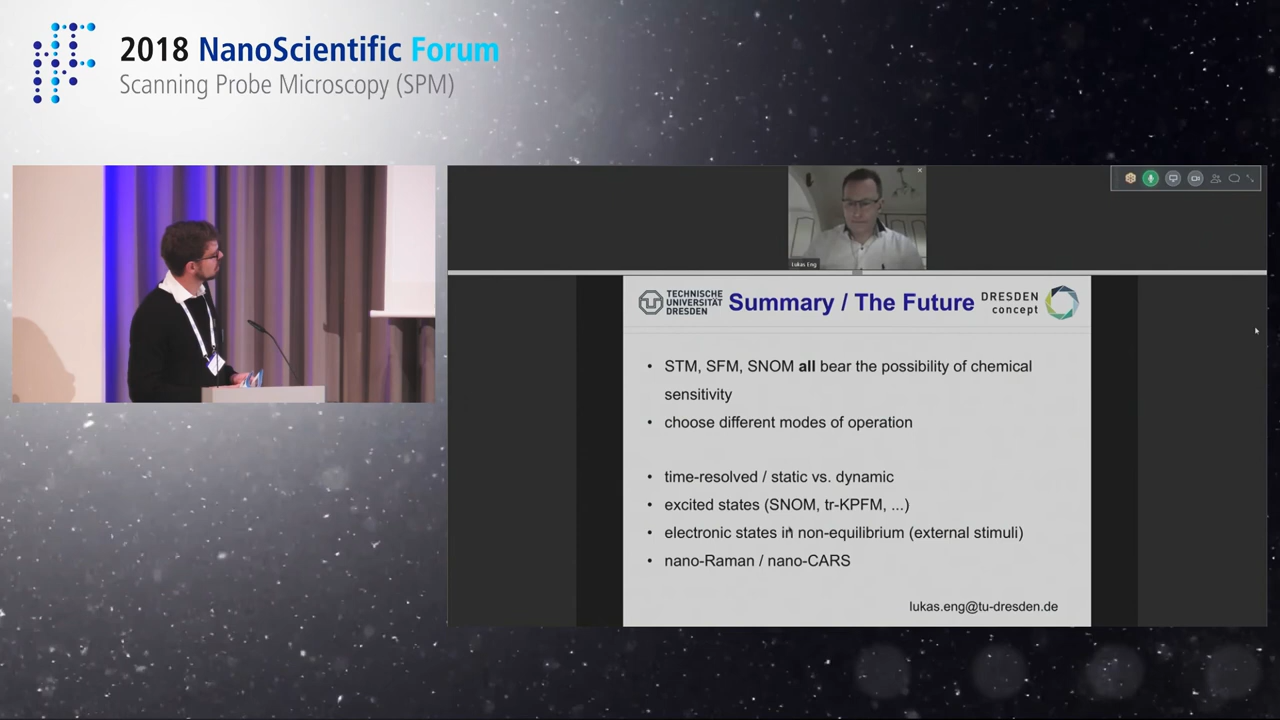 2018 NanoScientific Forum
Scanning Probe Microscopy (SPM)
Lukas Eng
TECHNISCHE
UNIVERSITÄT
DRESDEN
Summary / The Future
DRESDEN
concept
• STM, SFM, SNOM all bear the possibility of chemical
sensitivity
• choose different modes of operation
• time-resolved / static vs. dynamic
• excited states (SNOM, tr-KPFM, ...)
• electronic states in non-equilibrium (external stimuli)
• nano-Raman / nano-CARS
lukas.eng@tu-dresden.de